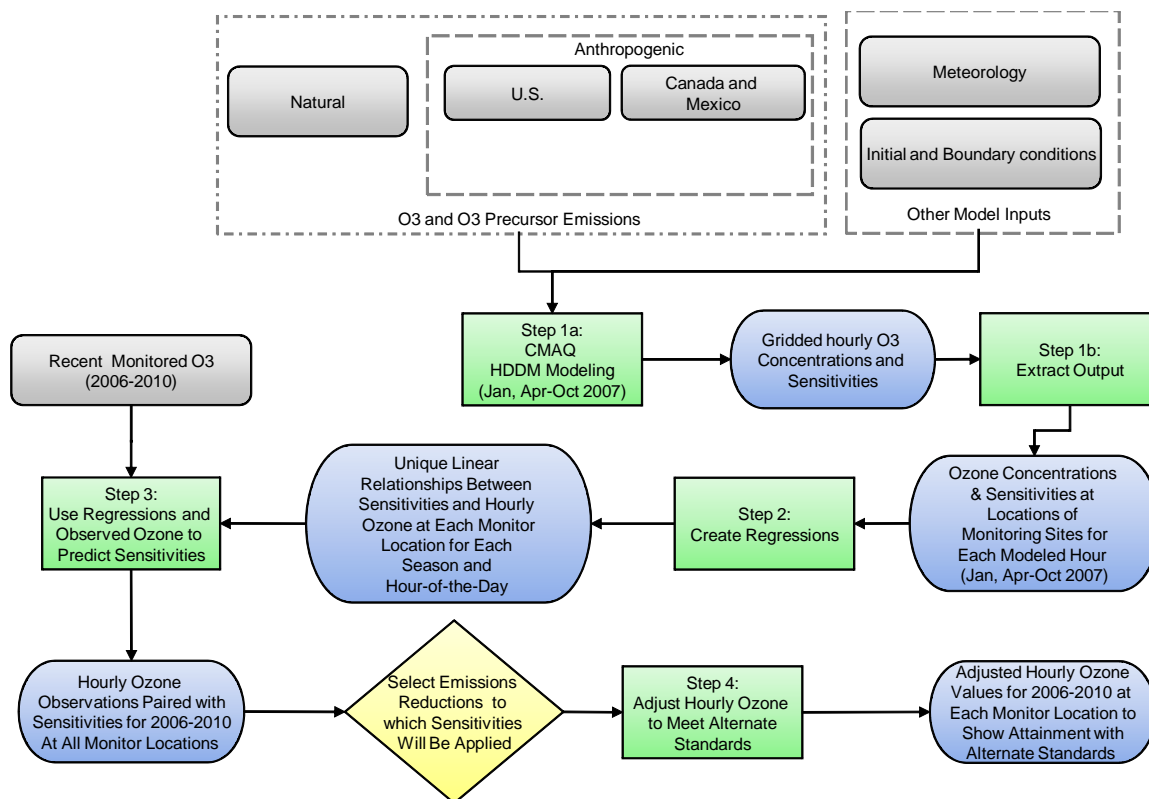 Anthropogenic
Natural
U.S.
Canada and
Mexico
O3 and O3 Precursor Emissions
Meteorology
Initial and Boundary conditions
Other Model Inputs
Step 1a:
CMAQ
HDDM Modeling
(Jan, Apr-Oct 2007)
Gridded hourly O3
Concentrations and
Sensitivities
Step 1b:
Extract Output
Recent Monitored O3
(2006-2010)
Ozone Concentrations
& Sensitivities at
Locations of
Monitoring Sites for
Each Modeled Hour
(Jan, Apr-Oct 2007)
Step 2:
Create Regressions
Unique Linear
Relationships Between
Sensitivities and Hourly
Ozone at Each Monitor
Location for Each
Season and
Hour-of-the-Day
Step 3:
Use Regressions and
Observed Ozone to
Predict Sensitivities
Hourly Ozone
Observations Paired with
Sensitivities for 2006-2010
At All Monitor Locations
Select Emissions
Reductions to
which Sensitivities
Will Be Applied
Step 4:
Adjust Hourly Ozone
to Meet Alternate
Standards
Adjusted Hourly Ozone
Values for 2006-2010 at
Each Monitor Location to
Show Attainment with
Alternate Standards